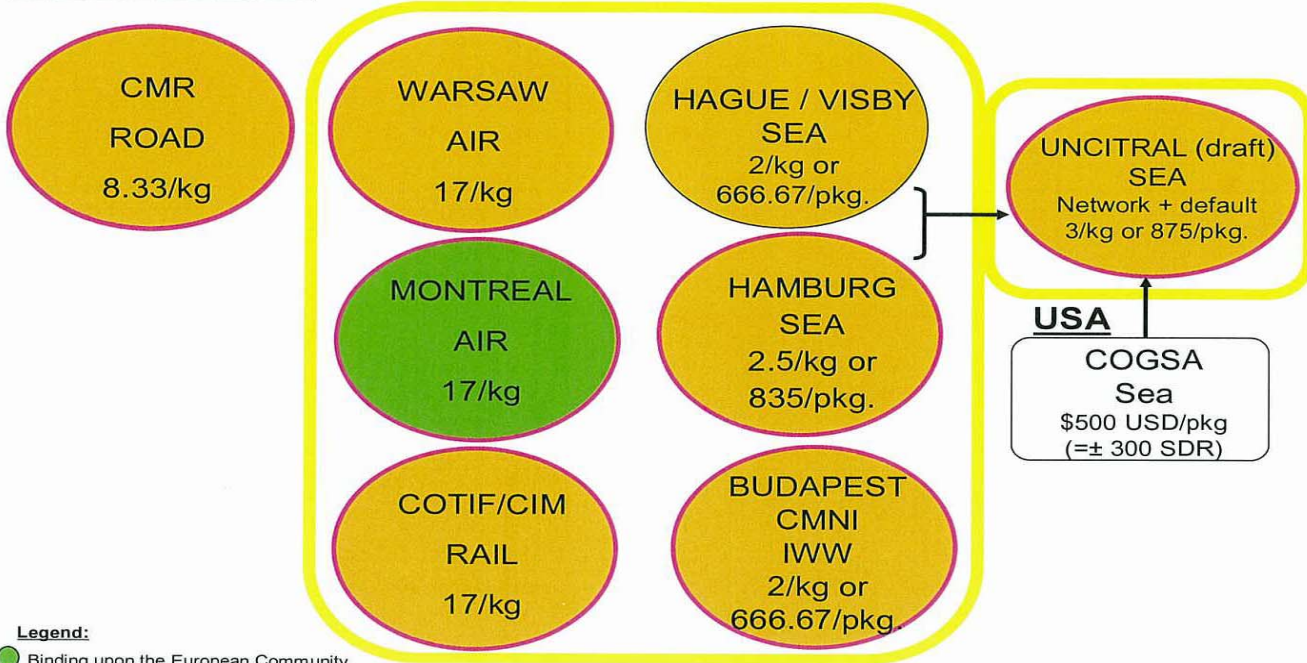 CMR
ROAD
8.33/kg
WARSAW
AIR
17/kg
HAGUE / VISBY
SEA
2/kg or
666.67/pkg.
UNCITRAL (draft)
SEA
Network + default
3/kg or 875/pkg.
MONTREAL
AIR
17/kg
HAMBURG
SEA
2.5/kg or
835/pkg.
USA
COGSA
Sea
$500 USD/pkg
(=± 300 SDR)
COTIF/CIM
RAIL
17/kg
BUDAPEST
CMNI
IWW
2/kg or
666.67/pkg.
Legend:
Binding upon the European Community